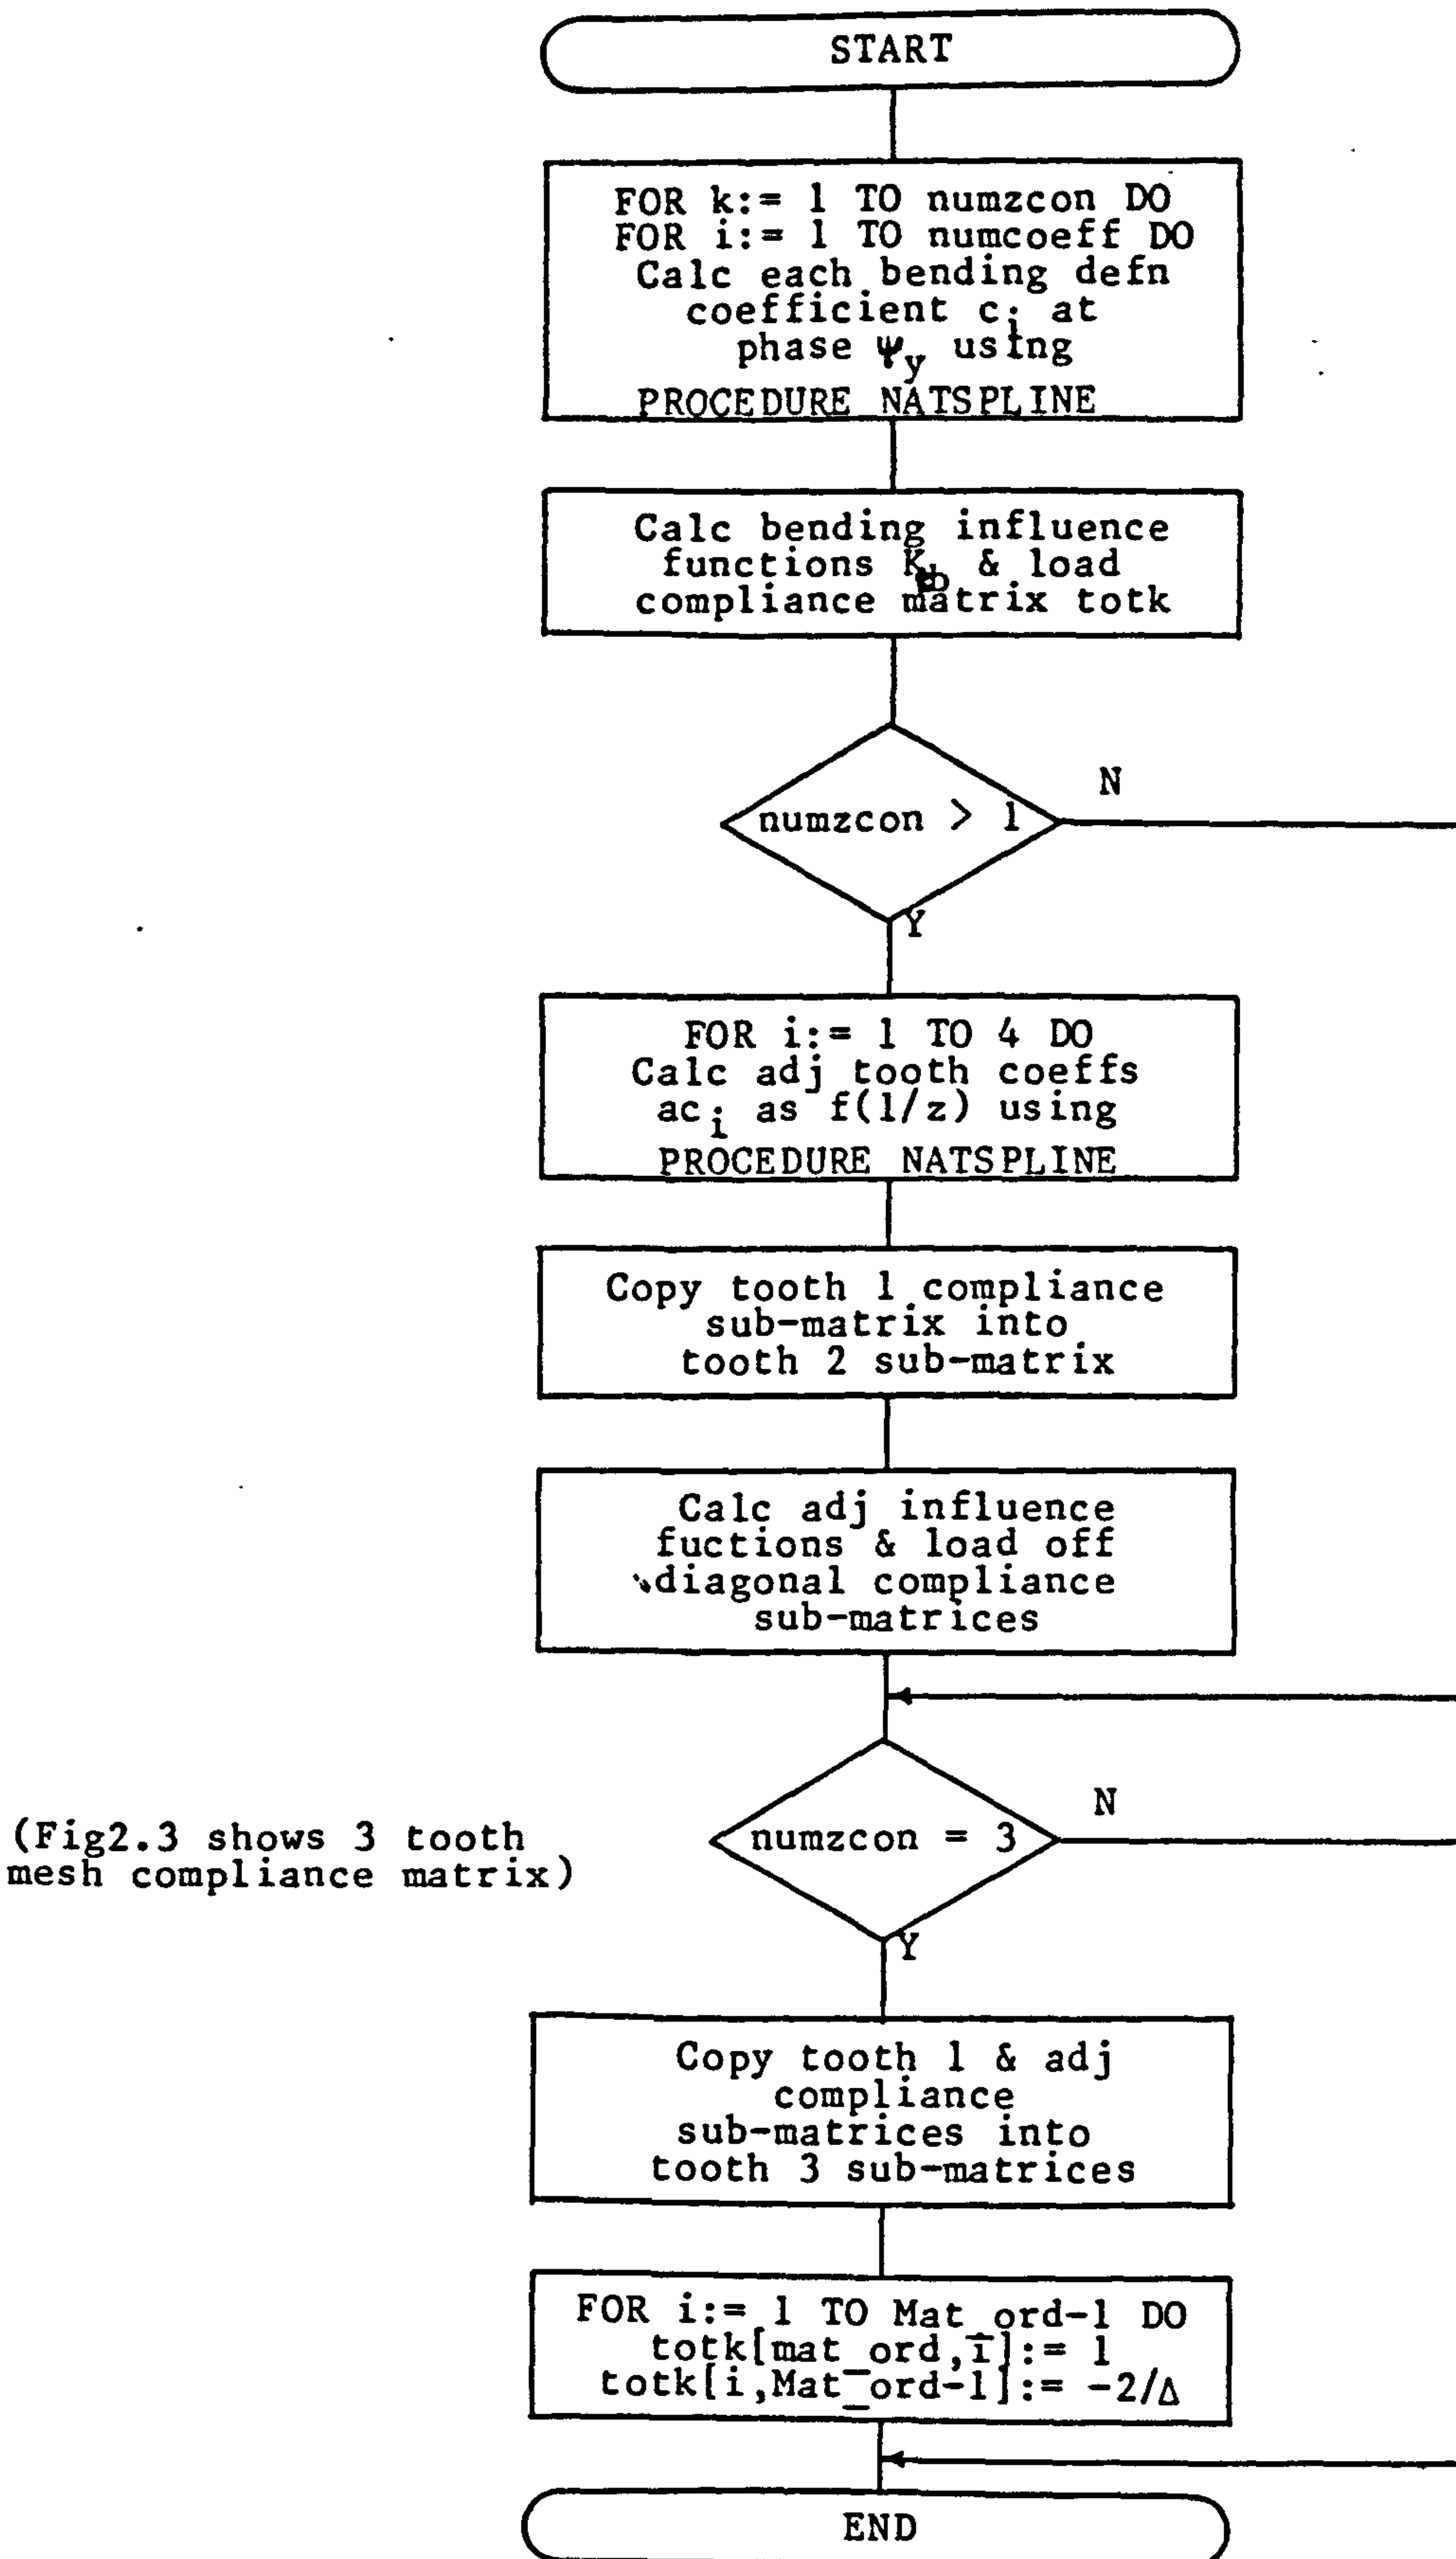 START
FOR k:= 1 TO numzcon DO
FOR i:= 1 TO numcoeff DO
Calc each bending defn
coefficient ci at
phase Ψy using
PROCEDURE NATSPLINE
Calc bending influence
functions Ktb & load
compliance matrix totk
numzcon > 1
N
Y
FOR i:= 1 TO 4 DO
Calc adj tooth coeffs
aci as f(1/z) using
PROCEDURE NATSPLINE
Copy tooth 1 compliance
sub-matrix into
tooth 2 sub-matrix
Calc adj influence
fuctions & load off
diagonal compliance
sub-matrices
(Fig2.3 shows 3 tooth
mesh compliance matrix)
numzcon = 3
N
Y
Copy tooth 1 & adj
compliance
sub-matrices into
tooth 3 sub-matrices
FOR i:= 1 TO Mat_ord-1 DO
totk[mat_ord,i]:= 1
totk[i,Mat_ord-1]:= -2/Δ
END